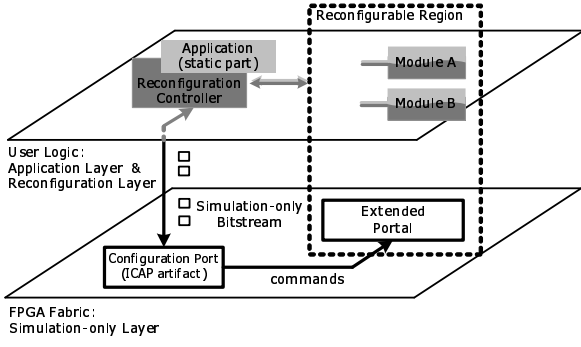 Reconfigurable Region
Application
(static part)
Reconfiguration
Controller
Module A
Module B
User Logic:
Application Layer &
Reconfiguration Layer
Simulation-only
Bitstream
Extended
Portal
Configuration Port
(ICAP artifact)
commands
FPGA Fabric:
Simulation-only Layer